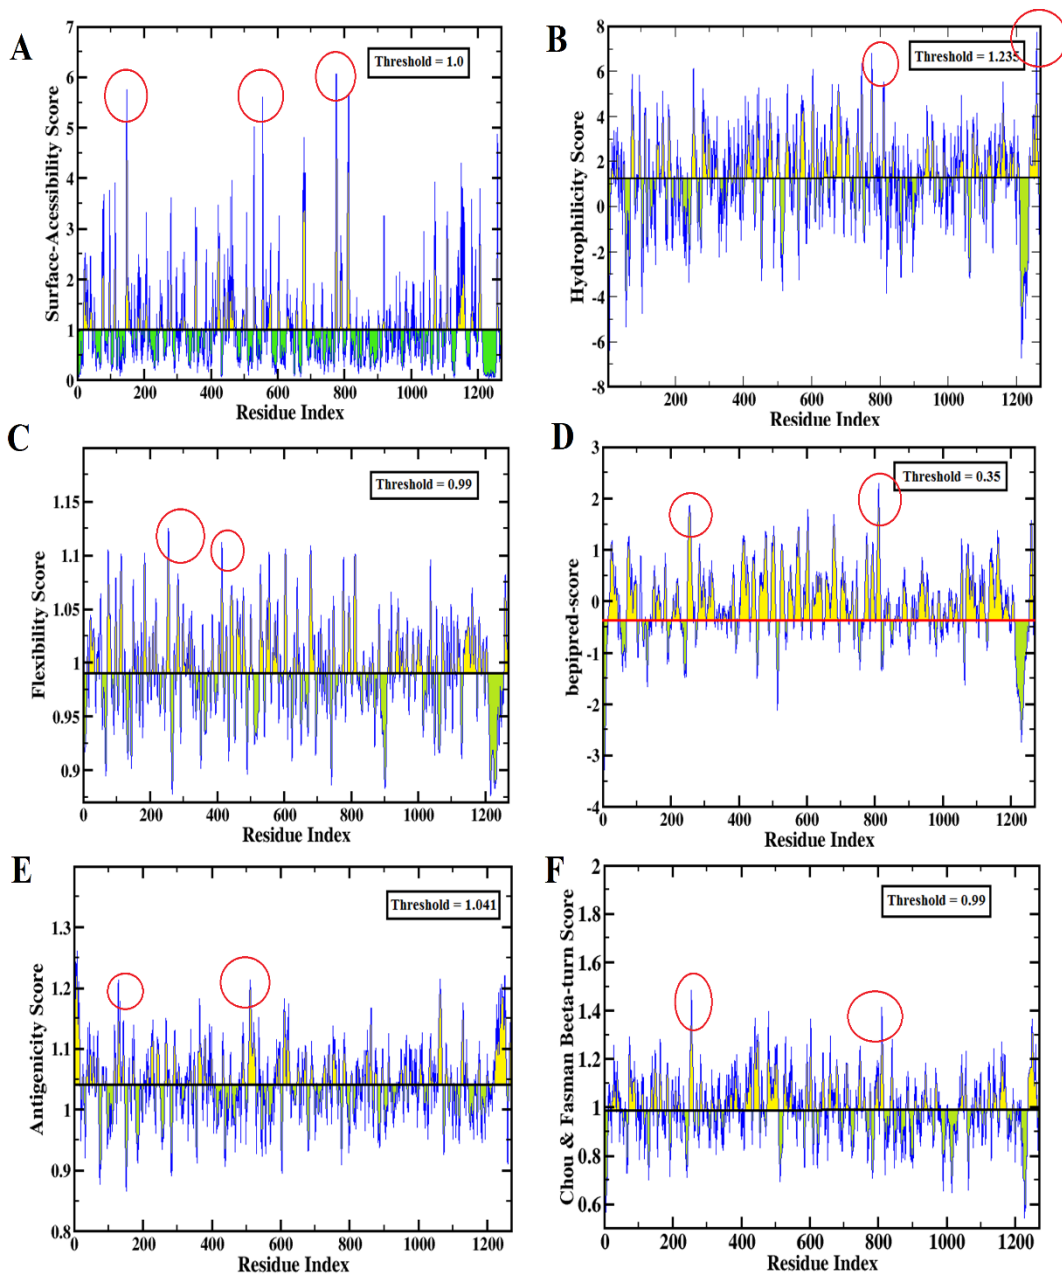 A
Threshold = 1.0
Surface-Accessibility Score
7
6
5
4
3
2
1
0
0 200 400 600 800 1000 1200
Residue Index
B
Threshold = 1.235
Hydrophilicity Score
8
6
4
2
0
-2
-4
-6
-8
200 400 600 800 1000 1200
Residue Index
C
Threshold = 0.99
Flexibility Score
1.15
1.10
1.05
1
0.95
0.9
0 200 400 600 800 1000 1200
Residue Index
D
Threshold = 0.35
bepipred-score
3
2
1
0
-1
-2
-3
-4
0 200 400 600 800 1000 1200
Residue Index
E
Threshold = 1.041
Antigenicity Score
1.3
1.2
1.1
1.0
0.9
0.8
0 200 400 600 800 1000 1200
Residue Index
F
Threshold = 0.99
Chou & Fasman Beeta-turn Score
2
1.8
1.6
1.4
1.2
1
0.8
0.6
0 200 400 600 800 1000 1200
Residue Index